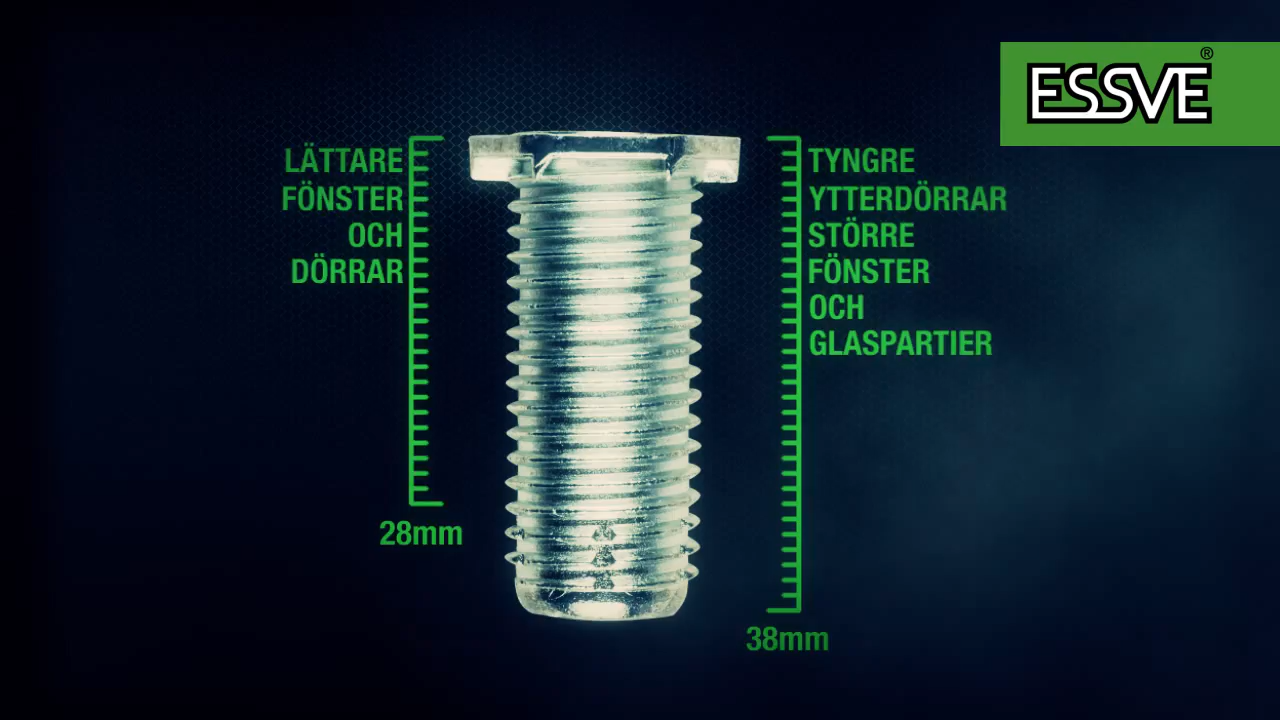 ESSVE®
LÄTTARE
FÖNSTER
OCH
DÖRRAR
28mm
TYNGRE
YTTERDÖRRAR
STÖRRE
FÖNSTER
OCH
GLASPARTIER
38mm